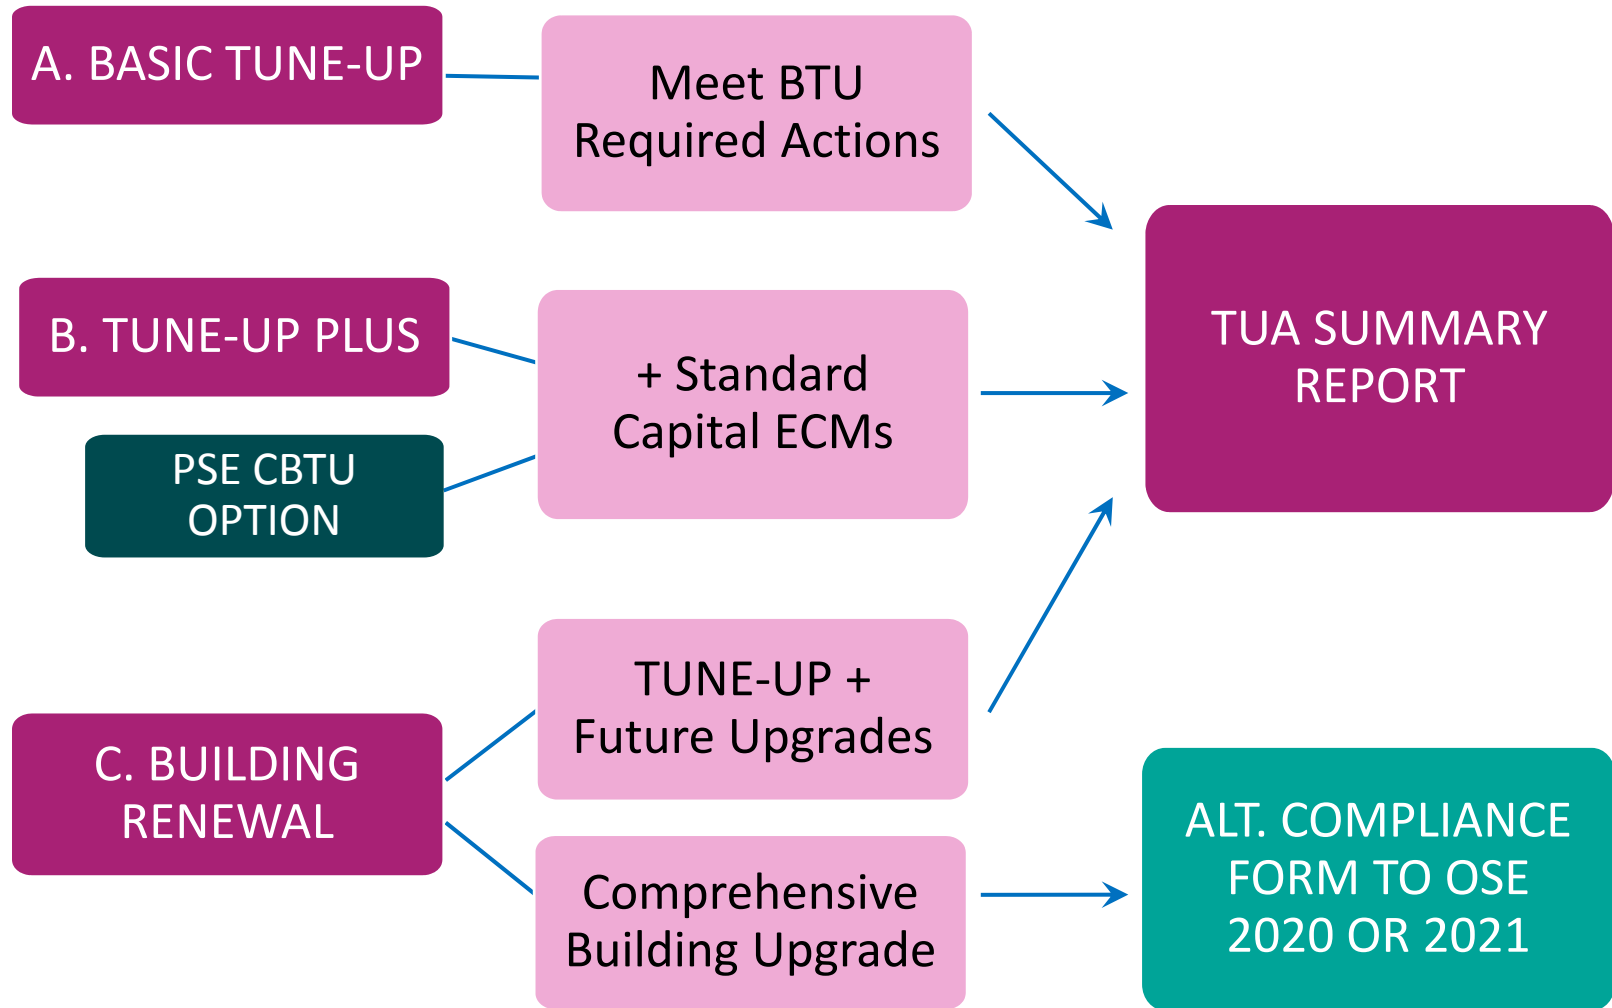 A. BASIC TUNE-UP
Meet BTU
Required Actions
B. TUNE-UP PLUS
PSE CBTU
OPTION
+ Standard
Capital ECMs
TUA SUMMARY
REPORT
C. BUILDING
RENEWAL
TUNE-UP +
Future Upgrades
Comprehensive
Building Upgrade
ALT. COMPLIANCE
FORM TO OSE
2020 OR 2021